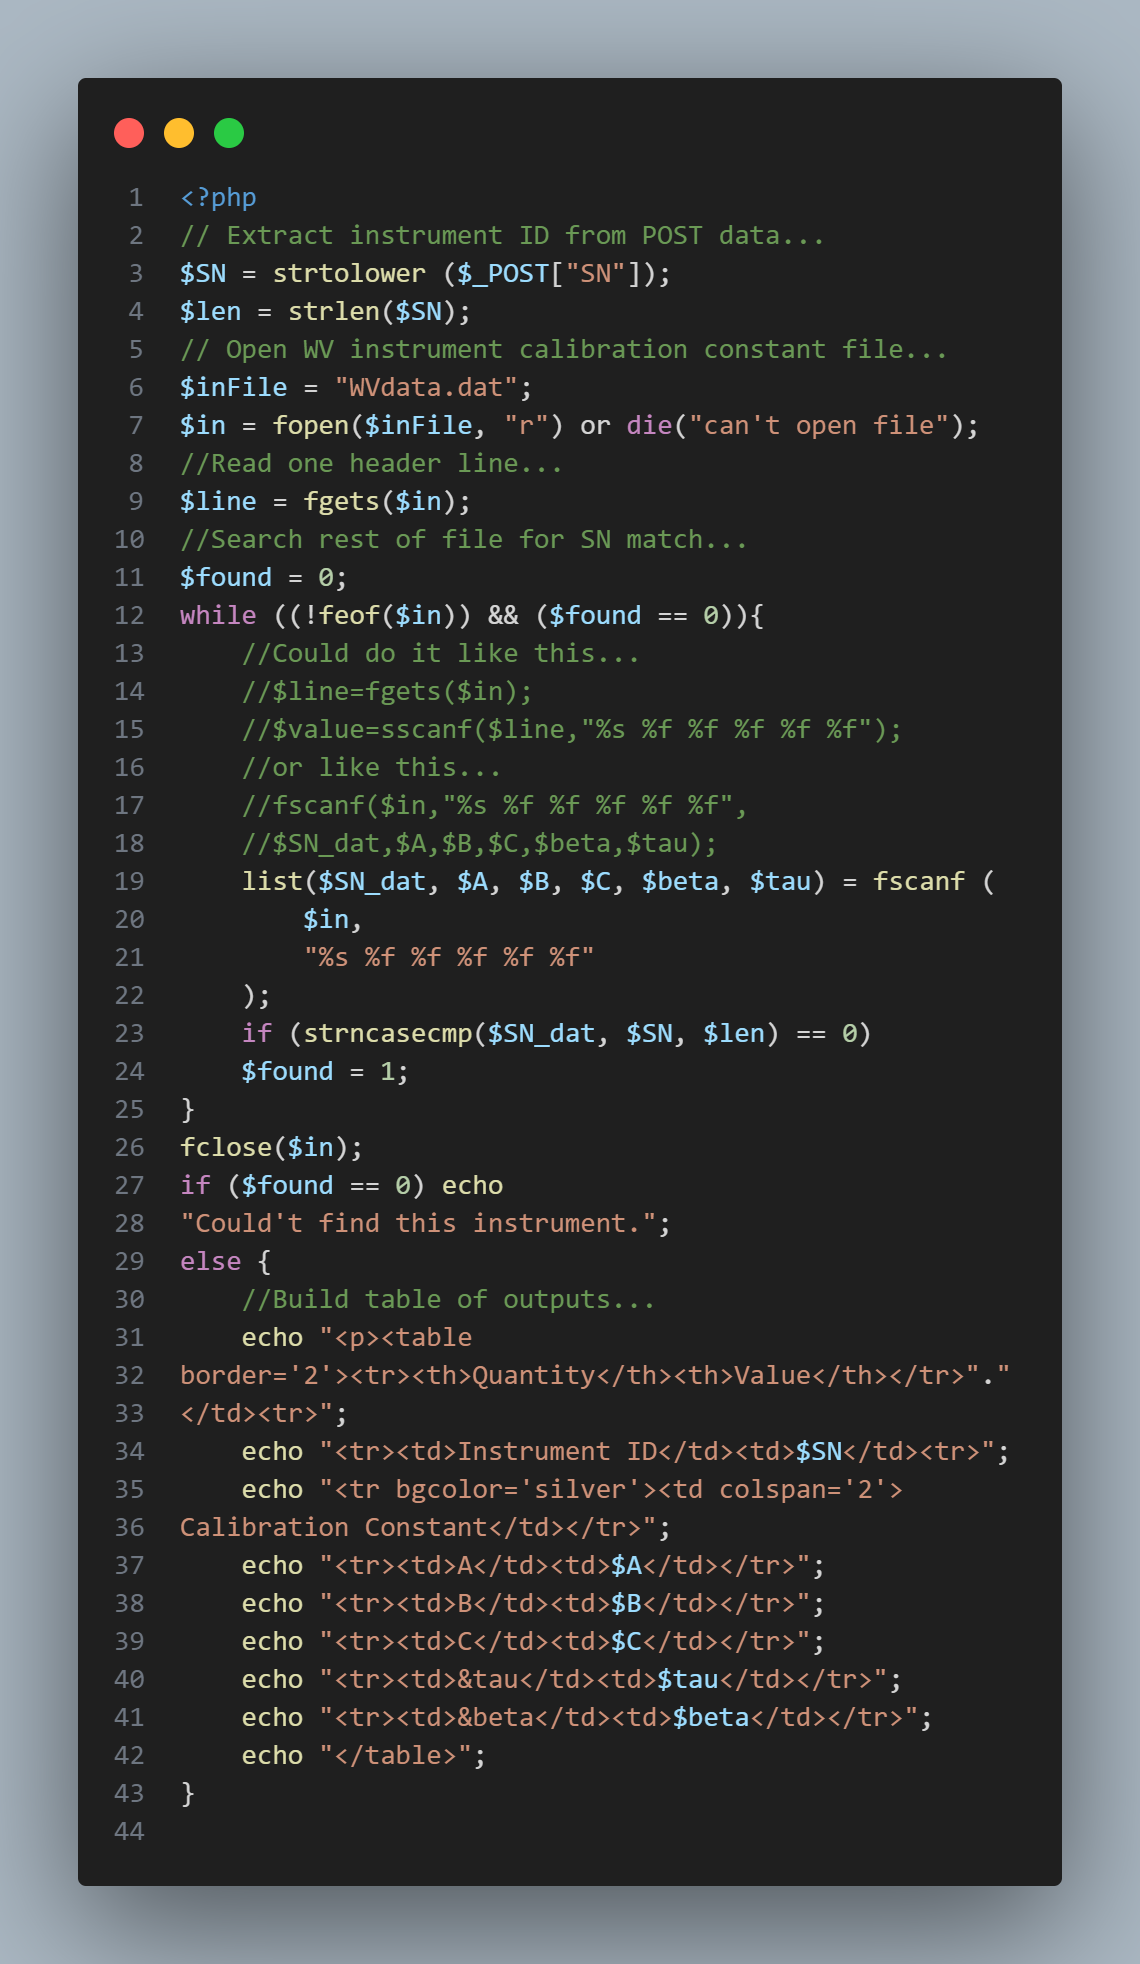 1 <?php
2 // Extract instrument ID from POST data...
3 $SN = strtolower ($_POST["SN"]);
4 $len = strlen($SN);
5 // Open WV instrument calibration constant file...
6 $inFile = "WVdata.dat";
7 $in = fopen($inFile, "r") or die("can't open file");
8 //Read one header line...
9 $line = fgets($in);
10 //Search rest of file for SN match...
11 $found = 0;
12 while ((!feof($in)) && ($found == 0)){
13     //Could do it like this...
14     //$line=fgets($in);
15     //$value=sscanf($line,"%s %f %f %f %f %f");
16     //or like this...
17     //fscanf($in,"%s %f %f %f %f %f",
18     //$SN_dat,$A,$B,$C,$beta,$tau);
19     list($SN_dat, $A, $B, $C, $beta, $tau) = fscanf (
20         $in,
21         "%s %f %f %f %f %f"
22     );
23     if (strncasecmp($SN_dat, $SN, $len) == 0)
24     $found = 1;
25 }
26 fclose($in);
27 if ($found == 0) echo
28 "Could't find this instrument.";
29 else {
30     //Build table of outputs...
31     echo "<p><table
32 border='2'><tr><th>Quantity</th><th>Value</th></tr>"."
33 </td><tr>";
34     echo "<tr><td>Instrument ID</td><td>$SN</td><tr>";
35     echo "<tr bgcolor='silver'><td colspan='2'>
36 Calibration Constant</td></tr>";
37     echo "<tr><td>A</td><td>$A</td></tr>";
38     echo "<tr><td>B</td><td>$B</td></tr>";
39     echo "<tr><td>C</td><td>$C</td></tr>";
40     echo "<tr><td>&tau</td><td>$tau</td></tr>";
41     echo "<tr><td>&beta</td><td>$beta</td></tr>";
42     echo "</table>";
43 }
44